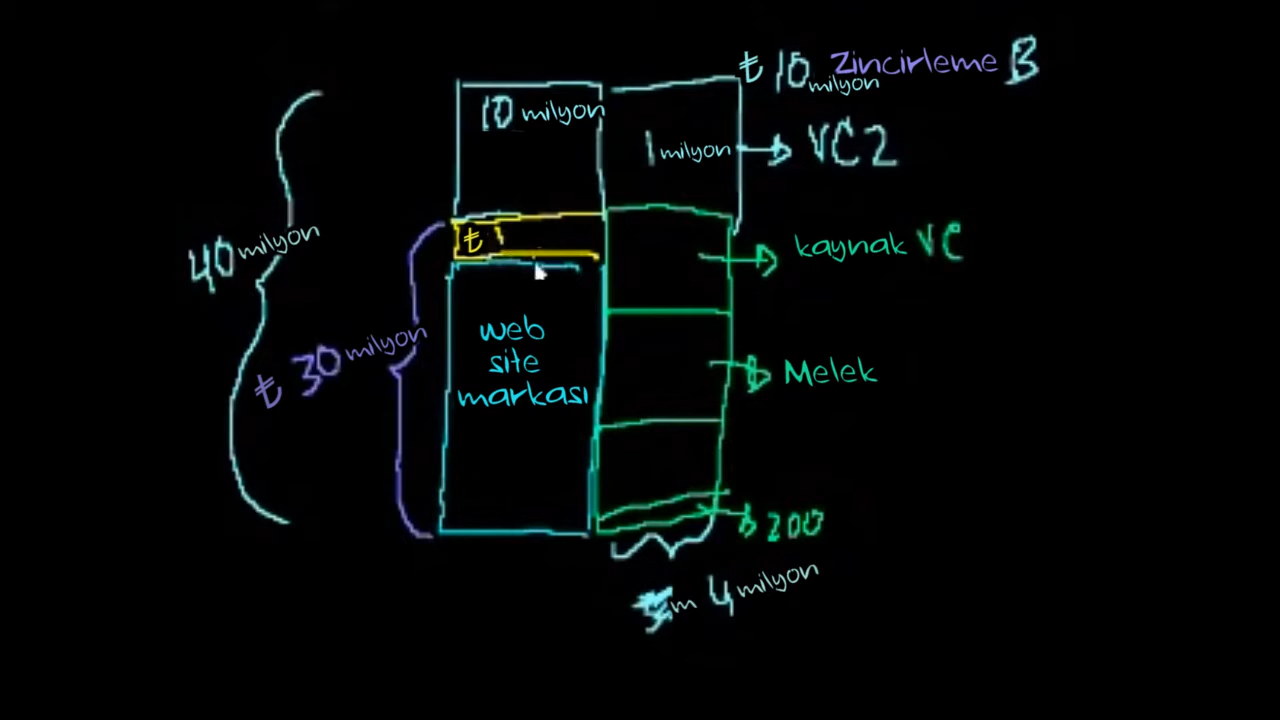 ₺ 10 milyon Zincirleme B
10 milyon
1 milyon → VC2
40 milyon
₺
kaynak VC
₺ 30 milyon
web
site
markası
Melek
200
m 4 milyon